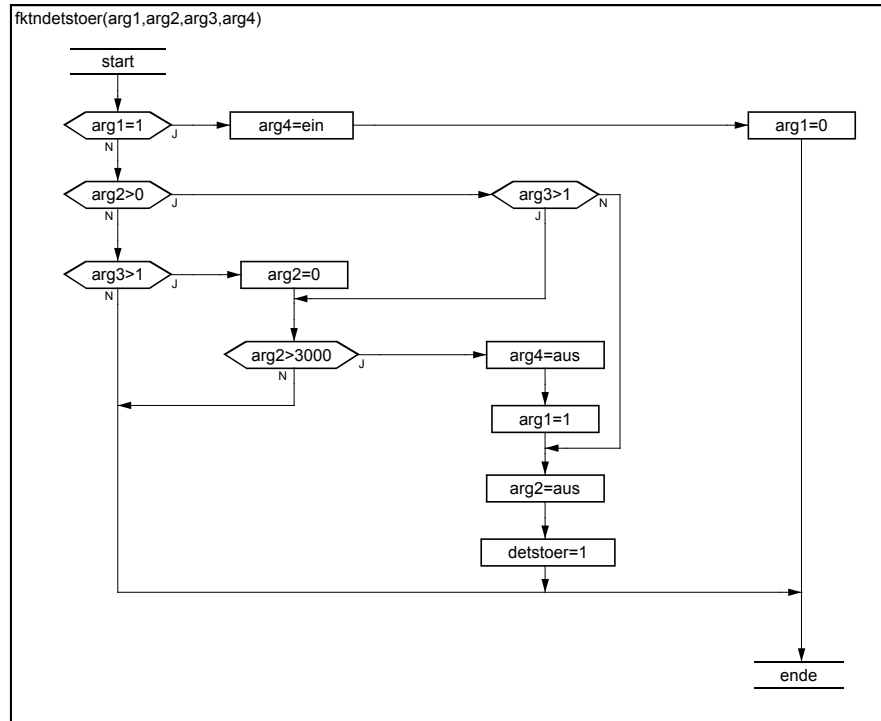 fktndetstoer(arg1,arg2,arg3,arg4)
start
arg1=1
J
N
arg4=ein
arg1=0
arg2>0
J
N
arg3>1
N
J
arg3>1
J
N
arg2=0
arg2>3000
J
N
arg4=aus
arg1=1
arg2=aus
detstoer=1
ende